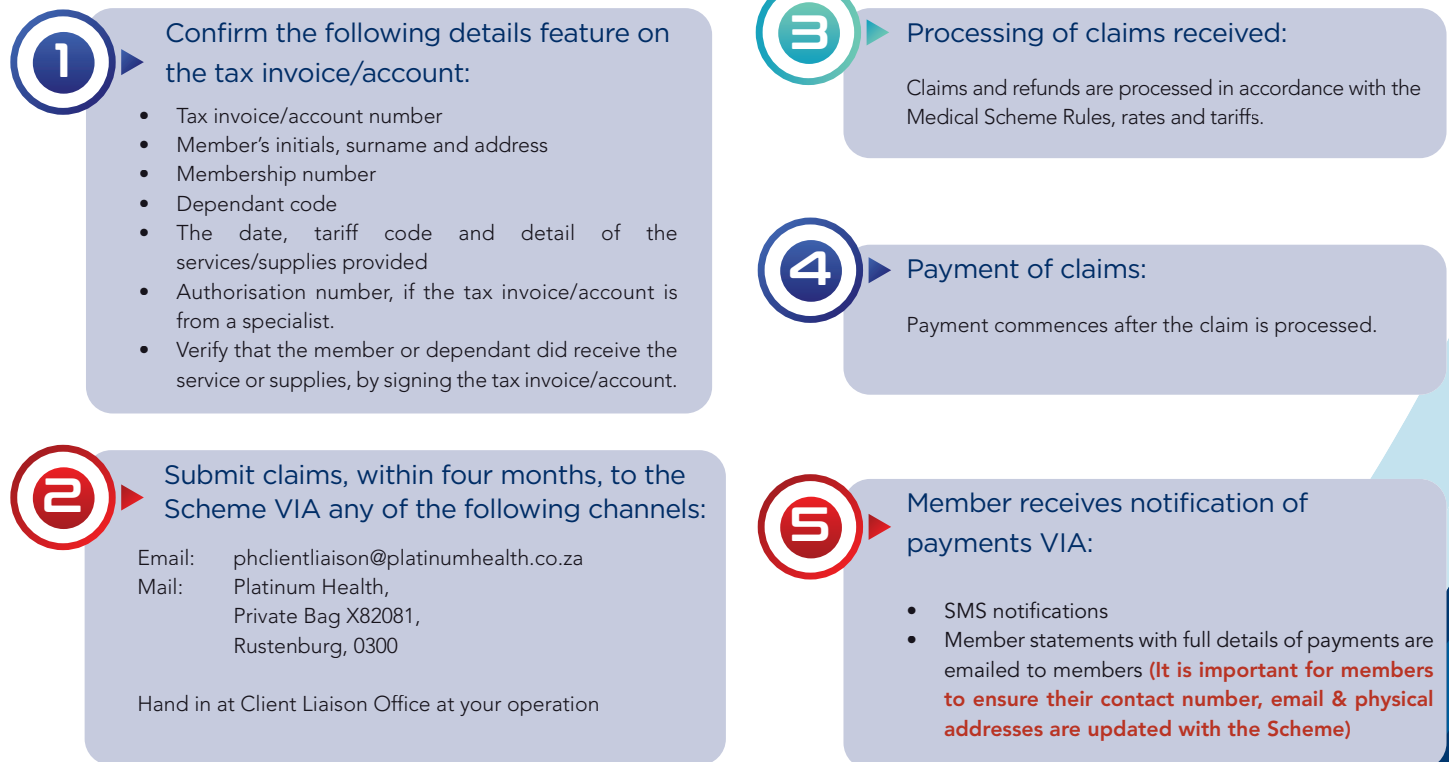 1
Confirm the following details feature on
the tax invoice/account:
• Tax invoice/account number
• Member's initials, surname and address
• Membership number
• Dependant code
• The date, tariff code and detail of the
services/supplies provided
• Authorisation number, if the tax invoice/account is
from a specialist.
• Verify that the member or dependant did receive the
service or supplies, by signing the tax invoice/account.
2
Submit claims, within four months, to the
Scheme VIA any of the following channels:
Email: phclientliaison@platinumhealth.co.za
Mail: Platinum Health,
Private Bag X82081,
Rustenburg, 0300
Hand in at Client Liaison Office at your operation
3
Processing of claims received:
Claims and refunds are processed in accordance with the
Medical Scheme Rules, rates and tariffs.
4
Payment of claims:
Payment commences after the claim is processed.
5
Member receives notification of
payments VIA:
• SMS notifications
• Member statements with full details of payments are
emailed to members (It is important for members
to ensure their contact number, email & physical
addresses are updated with the Scheme)